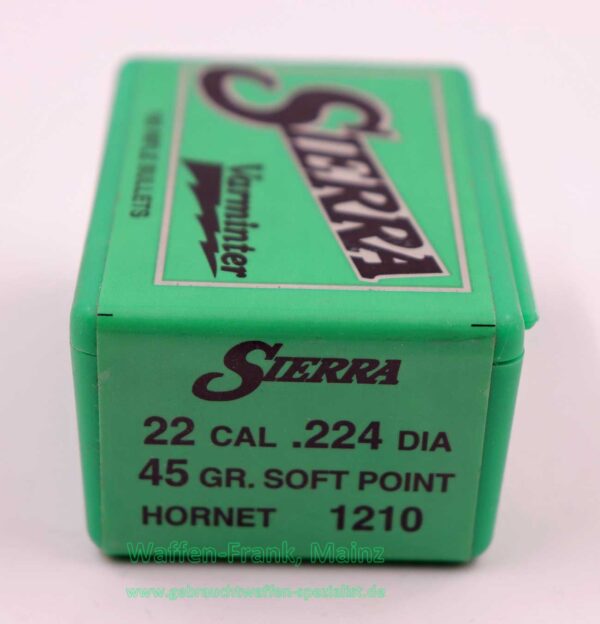 SIERRA
Varminter
100 RIFLE BULLETS
SIERRA
22 CAL .224 DIA
45 GR. SOFT POINT
HORNET 1210
Waffen-Frank, Mainz
www.gebrauchtwaffen-spezialist.de